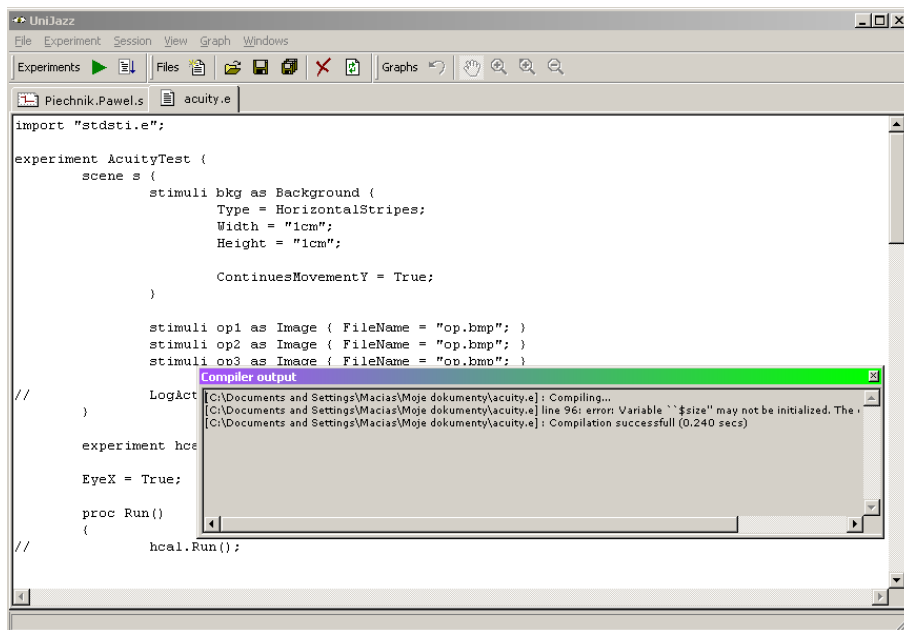 UniJazz
File Experiment Session View Graph Windows
Experiments Files Graphs
Piechnik.Pawel.s acuity.e
import "stdsti.e";
experiment AcuityTest {
scene s {
stimuli bkg as Background {
Type = HorizontalStripes;
Width = "1cm";
Height = "1cm";
ContinuesMovementY = True;
}
stimuli op1 as Image { FileName = "op.bmp"; }
stimuli op2 as Image { FileName = "op.bmp"; }
stimuli op3 as Image { FileName = "op.bmp"; }
Compiler output
// LogAct
[C:\Documents and Settings\Macias\Moje dokumenty\acuity.e] : Compiling...
[C:\Documents and Settings\Macias\Moje dokumenty\acuity.e] line 96: error: Variable ``$size'' may not be initialized. The
[C:\Documents and Settings\Macias\Moje dokumenty\acuity.e] : Compilation successfull (0.240 secs)
}
experiment hca
EyeX = True;
proc Run()
{
// hcal.Run();